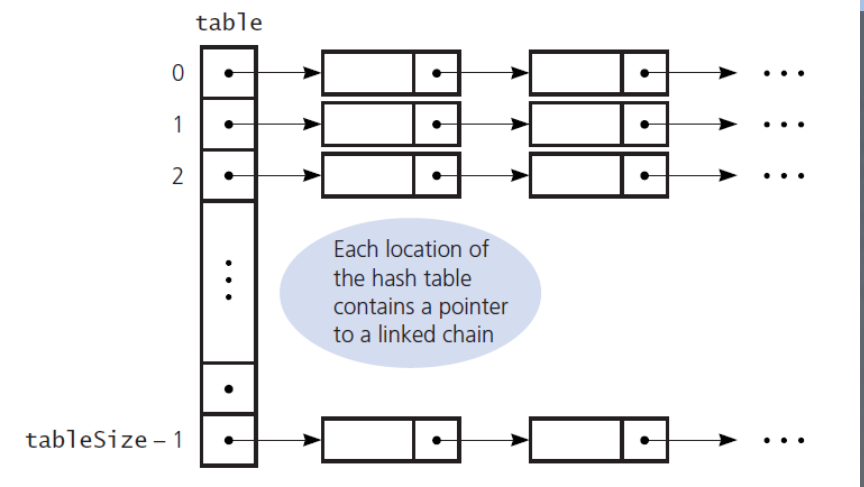 table
0
1
2
Each location of
the hash table
contains a pointer
to a linked chain
tableSize – 1